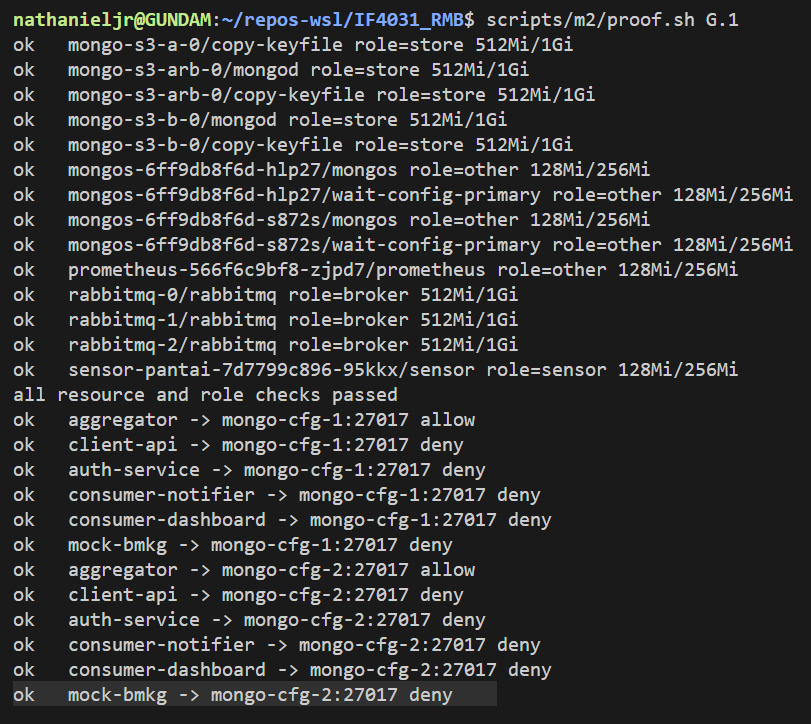 nathanieljr@GUNDAM:~/repos-wsl/IF4031_RMB$ scripts/m2/proof.sh G.1
ok   mongo-s3-a-0/copy-keyfile role=store 512Mi/1Gi
ok   mongo-s3-arb-0/mongod role=store 512Mi/1Gi
ok   mongo-s3-arb-0/copy-keyfile role=store 512Mi/1Gi
ok   mongo-s3-b-0/mongod role=store 512Mi/1Gi
ok   mongo-s3-b-0/copy-keyfile role=store 512Mi/1Gi
ok   mongos-6ff9db8f6d-hlp27/mongos role=other 128Mi/256Mi
ok   mongos-6ff9db8f6d-hlp27/wait-config-primary role=other 128Mi/256Mi
ok   mongos-6ff9db8f6d-s872s/mongos role=other 128Mi/256Mi
ok   mongos-6ff9db8f6d-s872s/wait-config-primary role=other 128Mi/256Mi
ok   prometheus-566f6c9bf8-zjpd7/prometheus role=other 128Mi/256Mi
ok   rabbitmq-0/rabbitmq role=broker 512Mi/1Gi
ok   rabbitmq-1/rabbitmq role=broker 512Mi/1Gi
ok   rabbitmq-2/rabbitmq role=broker 512Mi/1Gi
ok   sensor-pantai-7d7799c896-95kkx/sensor role=sensor 128Mi/256Mi
all resource and role checks passed
ok   aggregator -> mongo-cfg-1:27017 allow
ok   client-api -> mongo-cfg-1:27017 deny
ok   auth-service -> mongo-cfg-1:27017 deny
ok   consumer-notifier -> mongo-cfg-1:27017 deny
ok   consumer-dashboard -> mongo-cfg-1:27017 deny
ok   mock-bmkg -> mongo-cfg-1:27017 deny
ok   aggregator -> mongo-cfg-2:27017 allow
ok   client-api -> mongo-cfg-2:27017 deny
ok   auth-service -> mongo-cfg-2:27017 deny
ok   consumer-notifier -> mongo-cfg-2:27017 deny
ok   consumer-dashboard -> mongo-cfg-2:27017 deny
ok   mock-bmkg -> mongo-cfg-2:27017 deny